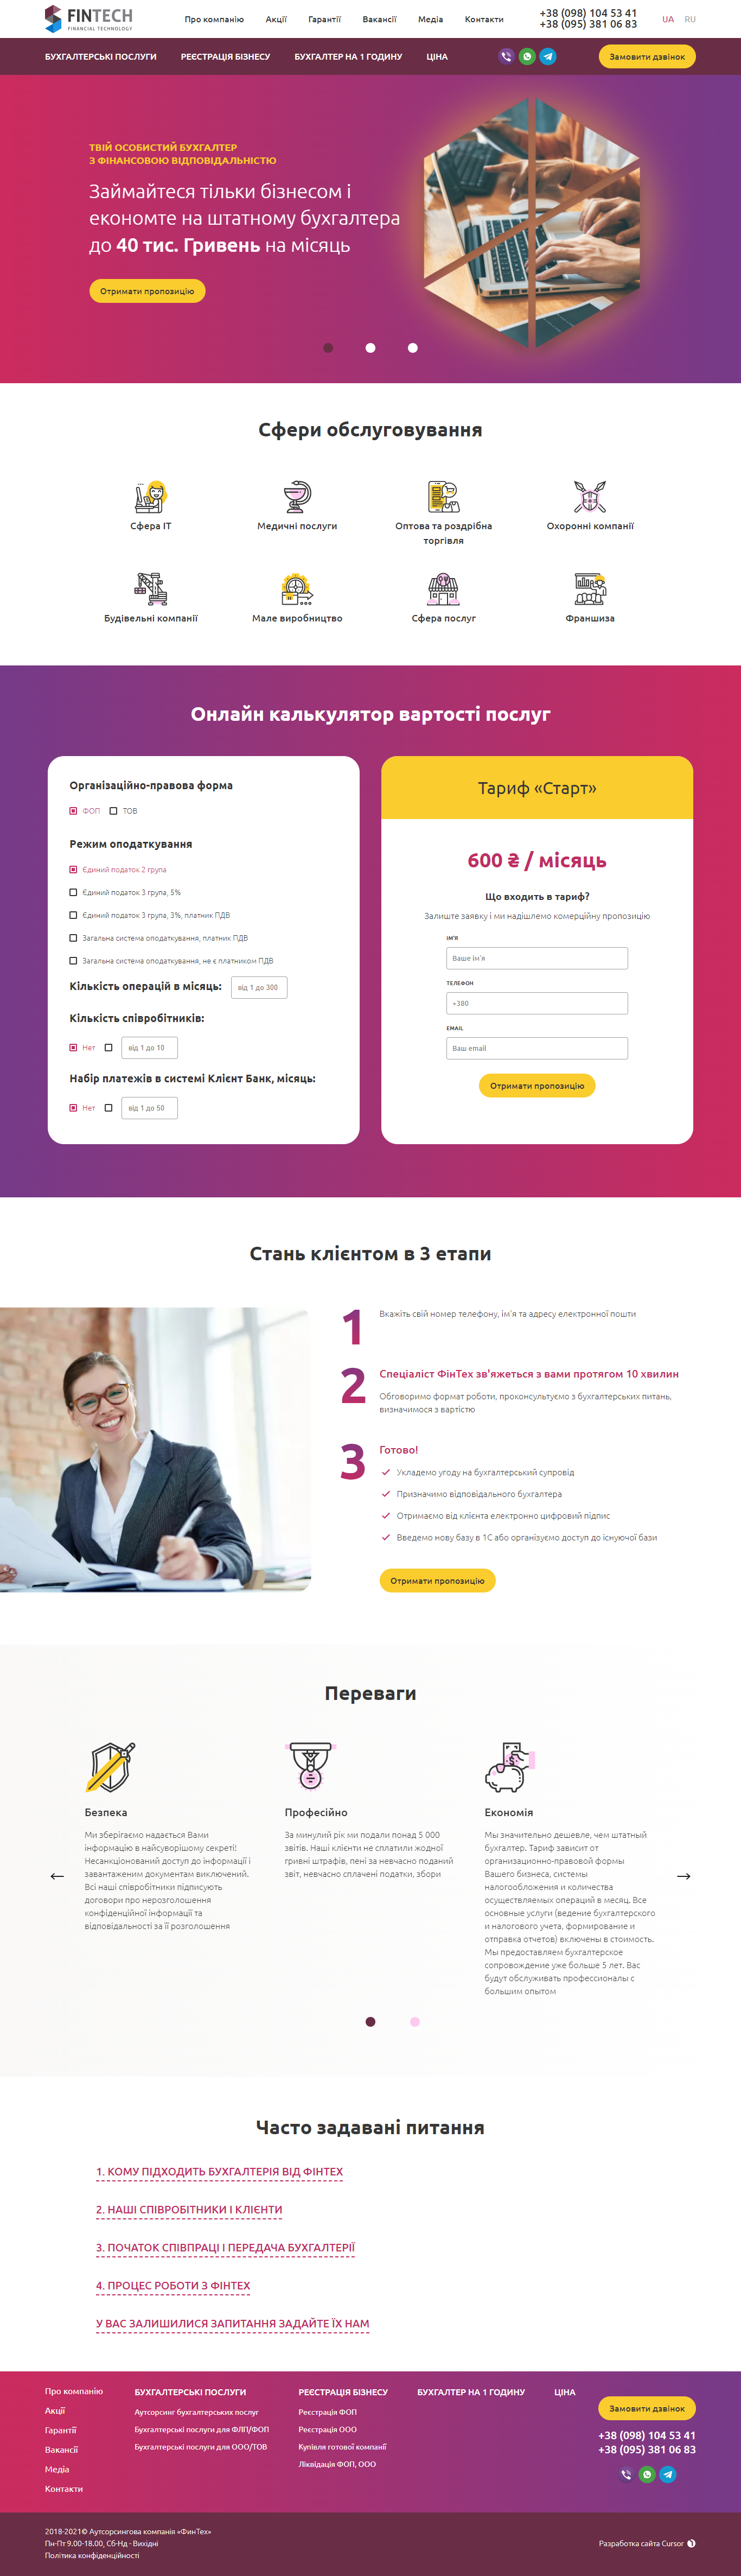 FINTECH
FINANCIAL TECHNOLOGY
Про компанію
Акції
Гарантії
Вакансії
Медіа
Контакти
+38 (098) 104 53 41
+38 (095) 381 06 83
UA RU
БУХГАЛТЕРСЬКІ ПОСЛУГИ
РЕЄСТРАЦІЯ БІЗНЕСУ
БУХГАЛТЕР НА 1 ГОДИНУ
ЦІНА
Замовити дзвінок
ТВІЙ ОСОБИСТИЙ БУХГАЛТЕР
З ФІНАНСОВОЮ ВІДПОВІДАЛЬНІСТЮ
Займайтеся тільки бізнесом і
економте на штатному бухгалтера
до 40 тис. Гривень на місяць
Отримати пропозицію
Сфери обслуговування
Сфера IT
Медичні послуги
Оптова та роздрібна
торгівля
Охоронні компанії
Будівельні компанії
Мале виробництво
Сфера послуг
Франшиза
Онлайн калькулятор вартості послуг
Організаційно-правова форма
ФОП ТОВ
Режим оподаткування
Єдиний податок 2 група
Єдиний податок 3 група, 5%
Єдиний податок 3 група, 3%, платник ПДВ
Загальна система оподаткування, платник ПДВ
Загальна система оподаткування, не є платником ПДВ
Кількість операцій в місяць: від 1 до 300
Кількість співробітників:
Нет від 1 до 10
Набір платежів в системі Клієнт Банк, місяць:
Нет від 1 до 50
Тариф «Старт»
600 ₴ / місяць
Що входить в тариф?
Залиште заявку і ми надішлемо комерційну пропозицію
ІМ'Я
Ваше ім'я
ТЕЛЕФОН
+380
EMAIL
Ваш email
Отримати пропозицію
Стань клієнтом в 3 етапи
1
Вкажіть свій номер телефону, ім'я та адресу електронної пошти
2
Спеціаліст ФінТех зв'яжеться з вами протягом 10 хвилин
Обговоримо формат роботи, проконсультуємо з бухгалтерських питань,
визначимося з вартістю
3
Готово!
Укладемо угоду на бухгалтерський супровід
Призначимо відповідального бухгалтера
Отримаємо від клієнта електронно цифровий підпис
Введемо нову базу в 1С або організуємо доступ до існуючої бази
Отримати пропозицію
Переваги
Безпека
Ми зберігаємо надається Вами
інформацію в найсуворішому секреті!
Несанкціонований доступ до інформації і
завантаженим документам виключений.
Всі наші співробітники підписують
договори про нерозголошення
конфіденційної інформації та
відповідальності за її розголошення
Професійно
За минулий рік ми подали понад 5 000
звітів. Наші клієнти не сплатили жодної
гривні штрафів, пені за невчасно поданий
звіт, невчасно сплачені податки, збори
Економія
Мы значительно дешевле, чем штатный
бухгалтер. Тариф зависит от
организационно-правовой формы
Вашего бизнеса, системы
налогообложения и количества
осуществляемых операций в месяц. Все
основные услуги (ведение бухгалтерского
и налогового учета, формирование и
отправка отчетов) включены в стоимость.
Мы предоставляем бухгалтерское
сопровождение уже больше 5 лет. Вас
будут обслуживать профессионалы с
большим опытом
Часто задавані питання
1. КОМУ ПІДХОДИТЬ БУХГАЛТЕРІЯ ВІД ФІНТЕХ
2. НАШІ СПІВРОБІТНИКИ І КЛІЄНТИ
3. ПОЧАТОК СПІВПРАЦІ І ПЕРЕДАЧА БУХГАЛТЕРІЇ
4. ПРОЦЕС РОБОТИ З ФІНТЕХ
У ВАС ЗАЛИШИЛИСЯ ЗАПИТАННЯ ЗАДАЙТЕ ЇХ НАМ
Про компанію
Акції
Гарантії
Вакансії
Медіа
Контакти
БУХГАЛТЕРСЬКІ ПОСЛУГИ
Аутсорсинг бухгалтерських послуг
Бухгалтерські послуги для ФЛП/ФОП
Бухгалтерські послуги для ООО/ТОВ
РЕЄСТРАЦІЯ БІЗНЕСУ
Реєстрація ФОП
Реєстрація ООО
Купівля готової компанії
Ліквідація ФОП, ООО
БУХГАЛТЕР НА 1 ГОДИНУ
ЦІНА
Замовити дзвінок
+38 (098) 104 53 41
+38 (095) 381 06 83
2018-2021© Аутсорсингова компанія «ФинТех»
Пн-Пт 9.00-18.00, Сб-Нд - Вихідні
Політика конфіденційності
Разработка сайта Cursor